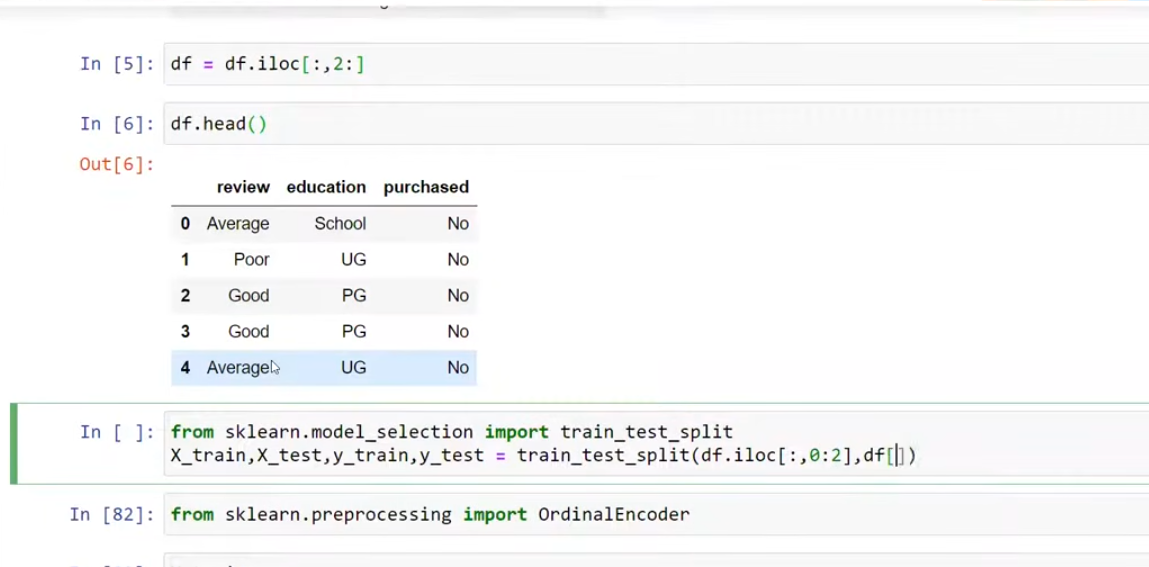 In [5]: df = df.iloc[:,2:]
In [6]: df.head()
Out[6]:
review education purchased
0 Average School No
1 Poor UG No
2 Good PG No
3 Good PG No
4 Average UG No
In [ ]: from sklearn.model_selection import train_test_split
X_train,X_test,y_train,y_test = train_test_split(df.iloc[:,0:2],df[])
In [82]: from sklearn.preprocessing import OrdinalEncoder